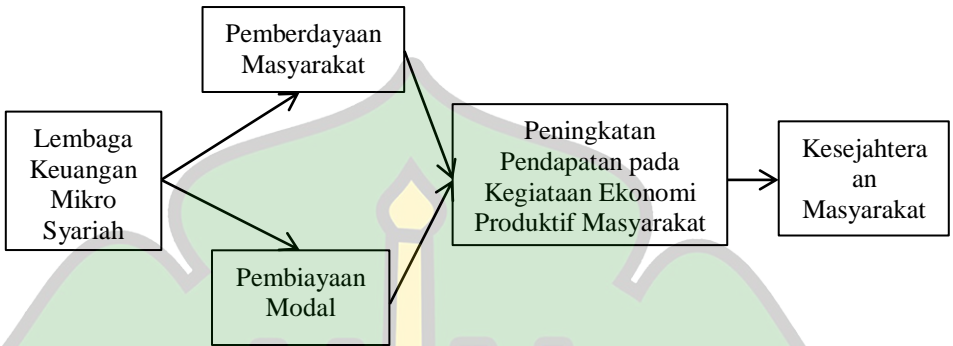 Pemberdayaan
Masyarakat
Lembaga
Keuangan
Mikro
Syariah
Pembiayaan
Modal
Peningkatan
Pendapatan pada
Kegiataan Ekonomi
Produktif Masyarakat
Kesejahtera
an
Masyarakat